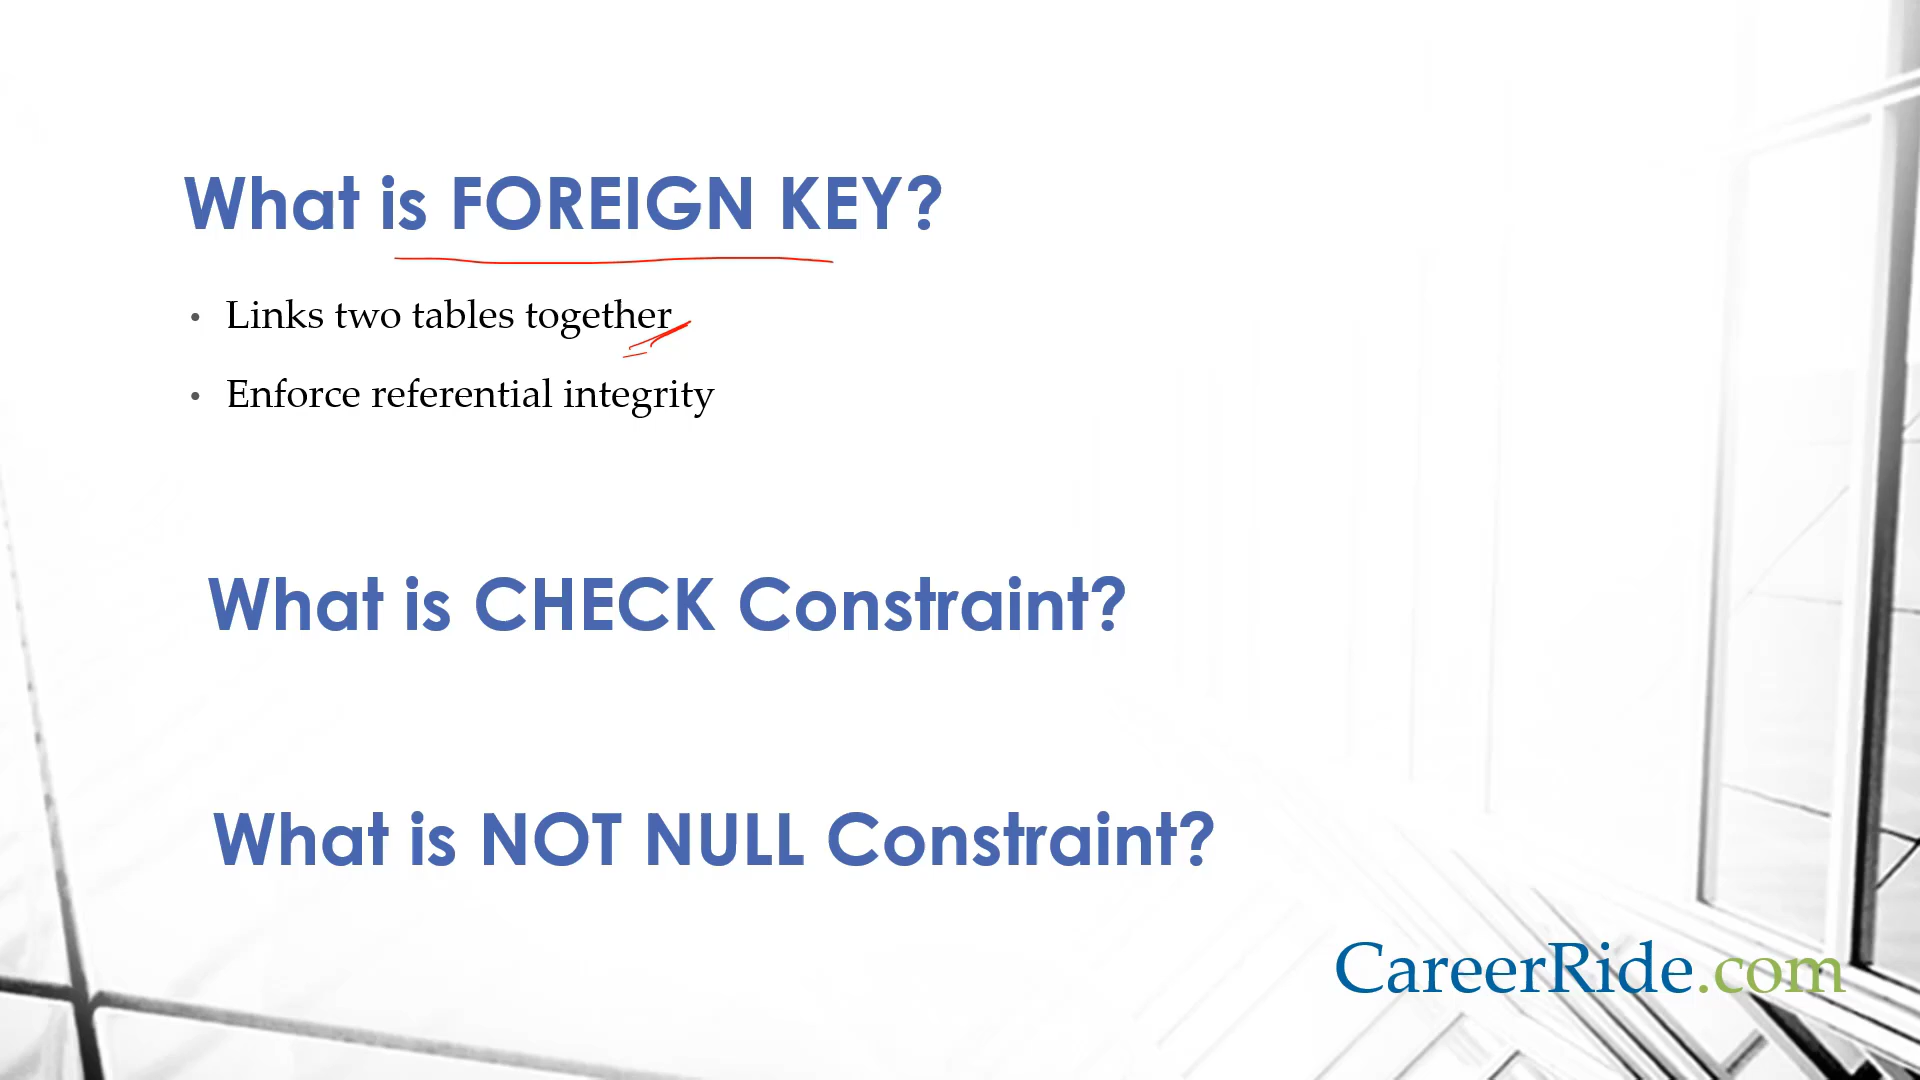 What is FOREIGN KEY?
• Links two tables together
• Enforce referential integrity
What is CHECK Constraint?
What is NOT NULL Constraint?
CareerRide.com